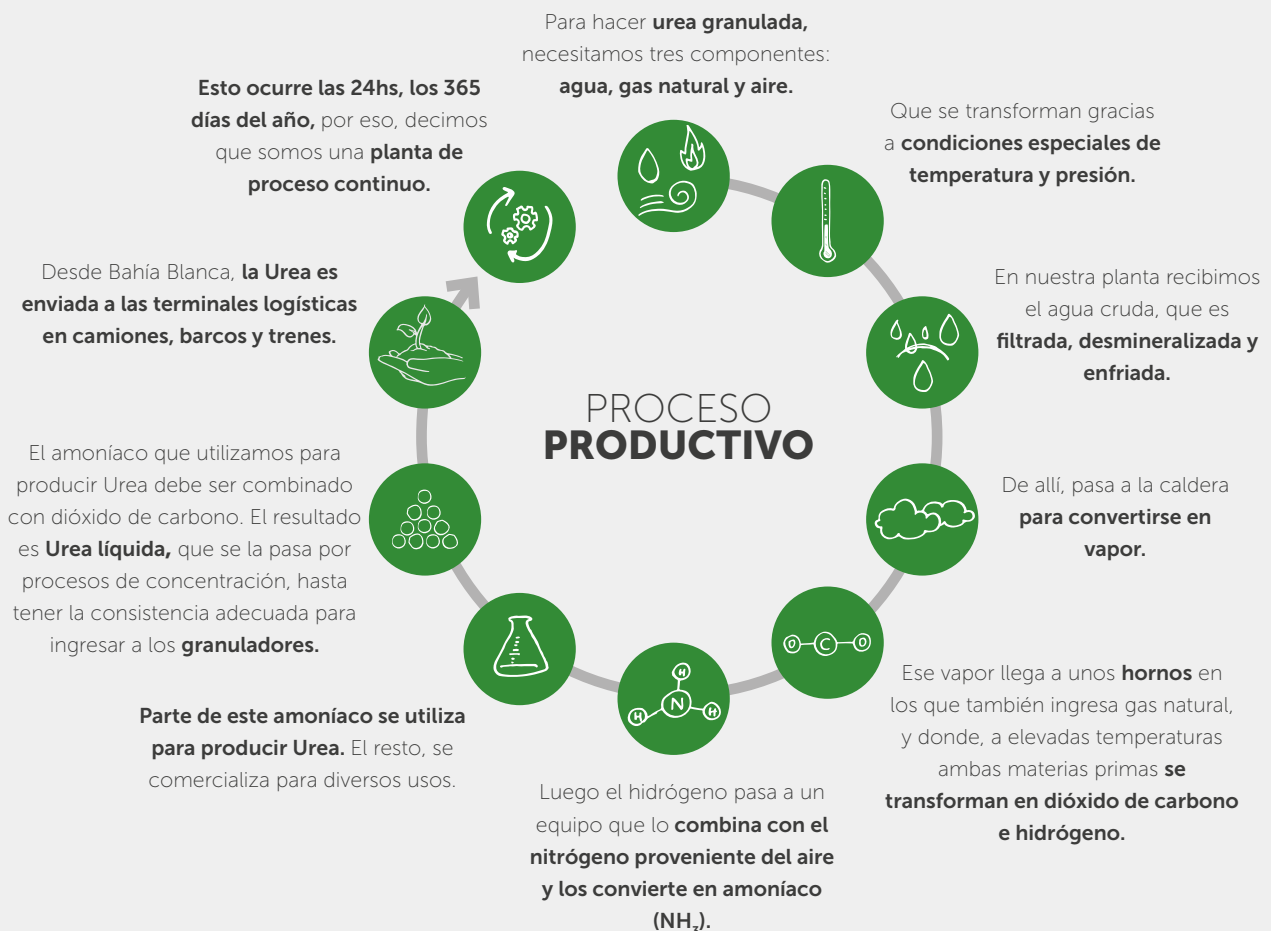 Para hacer urea granulada,
necesitamos tres componentes:
agua, gas natural y aire.
Que se transforman gracias
a condiciones especiales de
temperatura y presión.
En nuestra planta recibimos
el agua cruda, que es
filtrada, desmineralizada y
enfriada.
De allí, pasa a la caldera
para convertirse en
vapor.
Ese vapor llega a unos hornos en
los que también ingresa gas natural,
y donde, a elevadas temperaturas
ambas materias primas se
transforman en dióxido de carbono
e hidrógeno.
Luego el hidrógeno pasa a un
equipo que lo combina con el
nitrógeno proveniente del aire
y los convierte en amoníaco
(NH₃).
Parte de este amoníaco se utiliza
para producir Urea. El resto, se
comercializa para diversos usos.
El amoníaco que utilizamos para
producir Urea debe ser combinado
con dióxido de carbono. El resultado
es Urea líquida, que se la pasa por
procesos de concentración, hasta
tener la consistencia adecuada para
ingresar a los granuladores.
Desde Bahía Blanca, la Urea es
enviada a las terminales logísticas
en camiones, barcos y trenes.
Esto ocurre las 24hs, los 365
días del año, por eso, decimos
que somos una planta de
proceso continuo.
PROCESO
PRODUCTIVO
O C O
H
N
H H